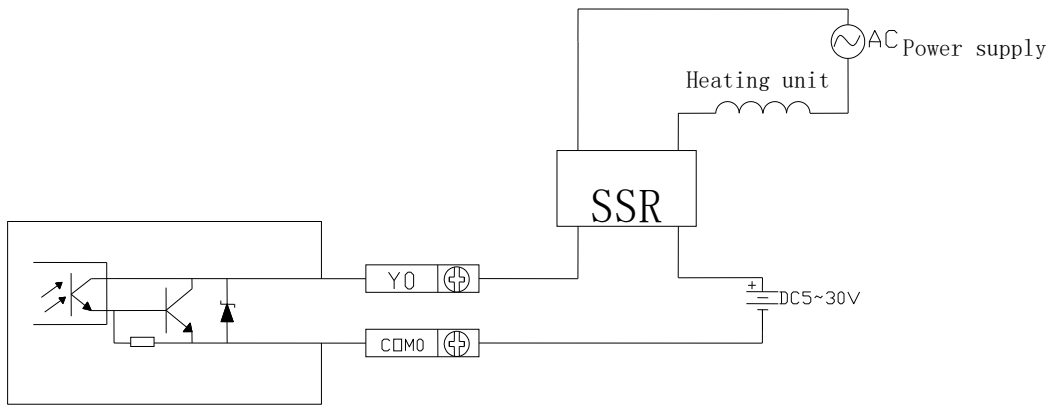 AC Power supply
Heating unit
SSR
Y0
+
DC5~30V
COM0